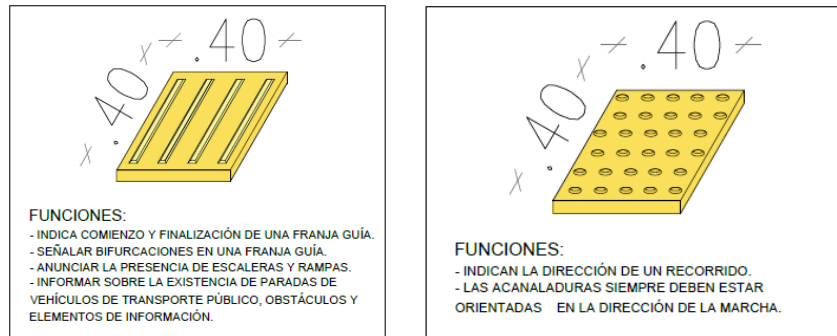 .40
.40
FUNCIONES:
- INDICA COMIENZO Y FINALIZACIÓN DE UNA FRANJA GUÍA.
- SEÑALAR BIFURCACIONES EN UNA FRANJA GUÍA.
- ANUNCIAR LA PRESENCIA DE ESCALERAS Y RAMPAS.
- INFORMAR SOBRE LA EXISTENCIA DE PARADAS DE
VEHÍCULOS DE TRANSPORTE PÚBLICO, OBSTÁCULOS Y
ELEMENTOS DE INFORMACIÓN.
.40
.40
FUNCIONES:
- INDICAN LA DIRECCIÓN DE UN RECORRIDO.
- LAS ACANALADURAS SIEMPRE DEBEN ESTAR
ORIENTADAS EN LA DIRECCIÓN DE LA MARCHA.